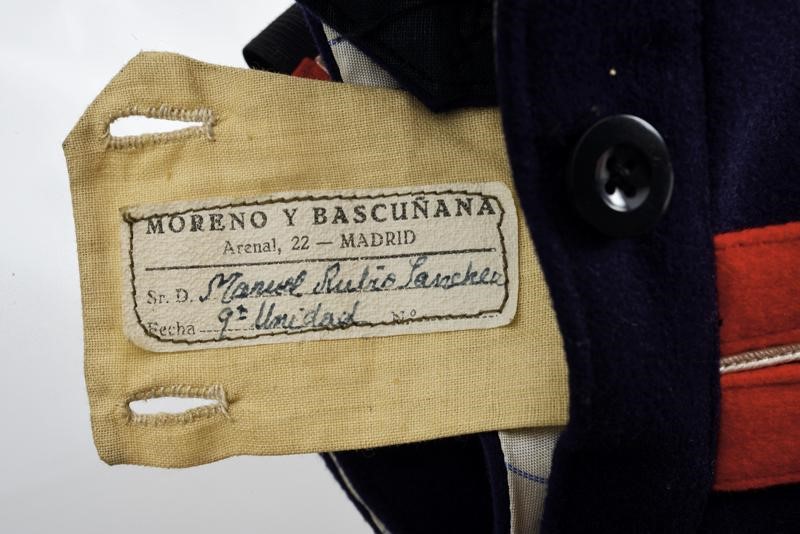 MORENO Y BASCUÑANA
Arenal, 22 — MADRID
Sr. D. Manuel Rubio Sanchez
Fecha 9ª Unidad Nº